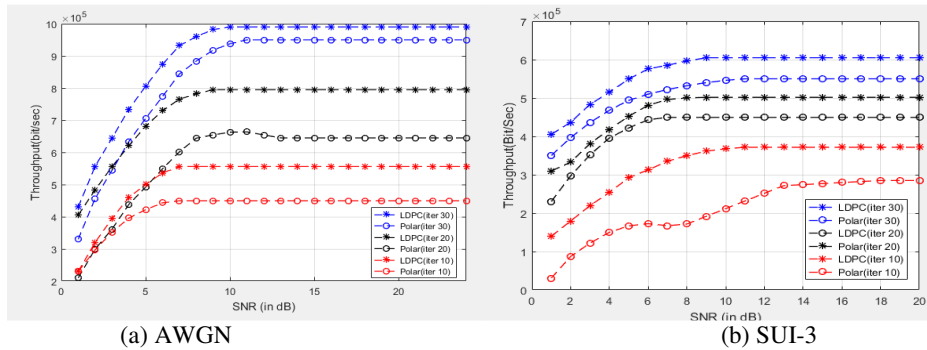 ×10⁵
10
9
8
7
6
5
4
3
2
Throughput(bit/sec)
0
5
10
15
20
SNR (in dB)
LDPC(iter 30)
Polar(iter 30)
LDPC(iter 20)
Polar(iter 20)
LDPC(iter 10)
Polar(iter 10)
(a) AWGN
×10⁵
7
6
5
4
3
2
1
0
Throughput(Bit/Sec)
0
2
4
6
8
10
12
14
16
18
20
SNR (in dB)
LDPC(iter 30)
Polar(iter 30)
LDPC(iter 20)
Polar(iter 20)
LDPC(iter 10)
Polar(iter 10)
(b) SUI-3